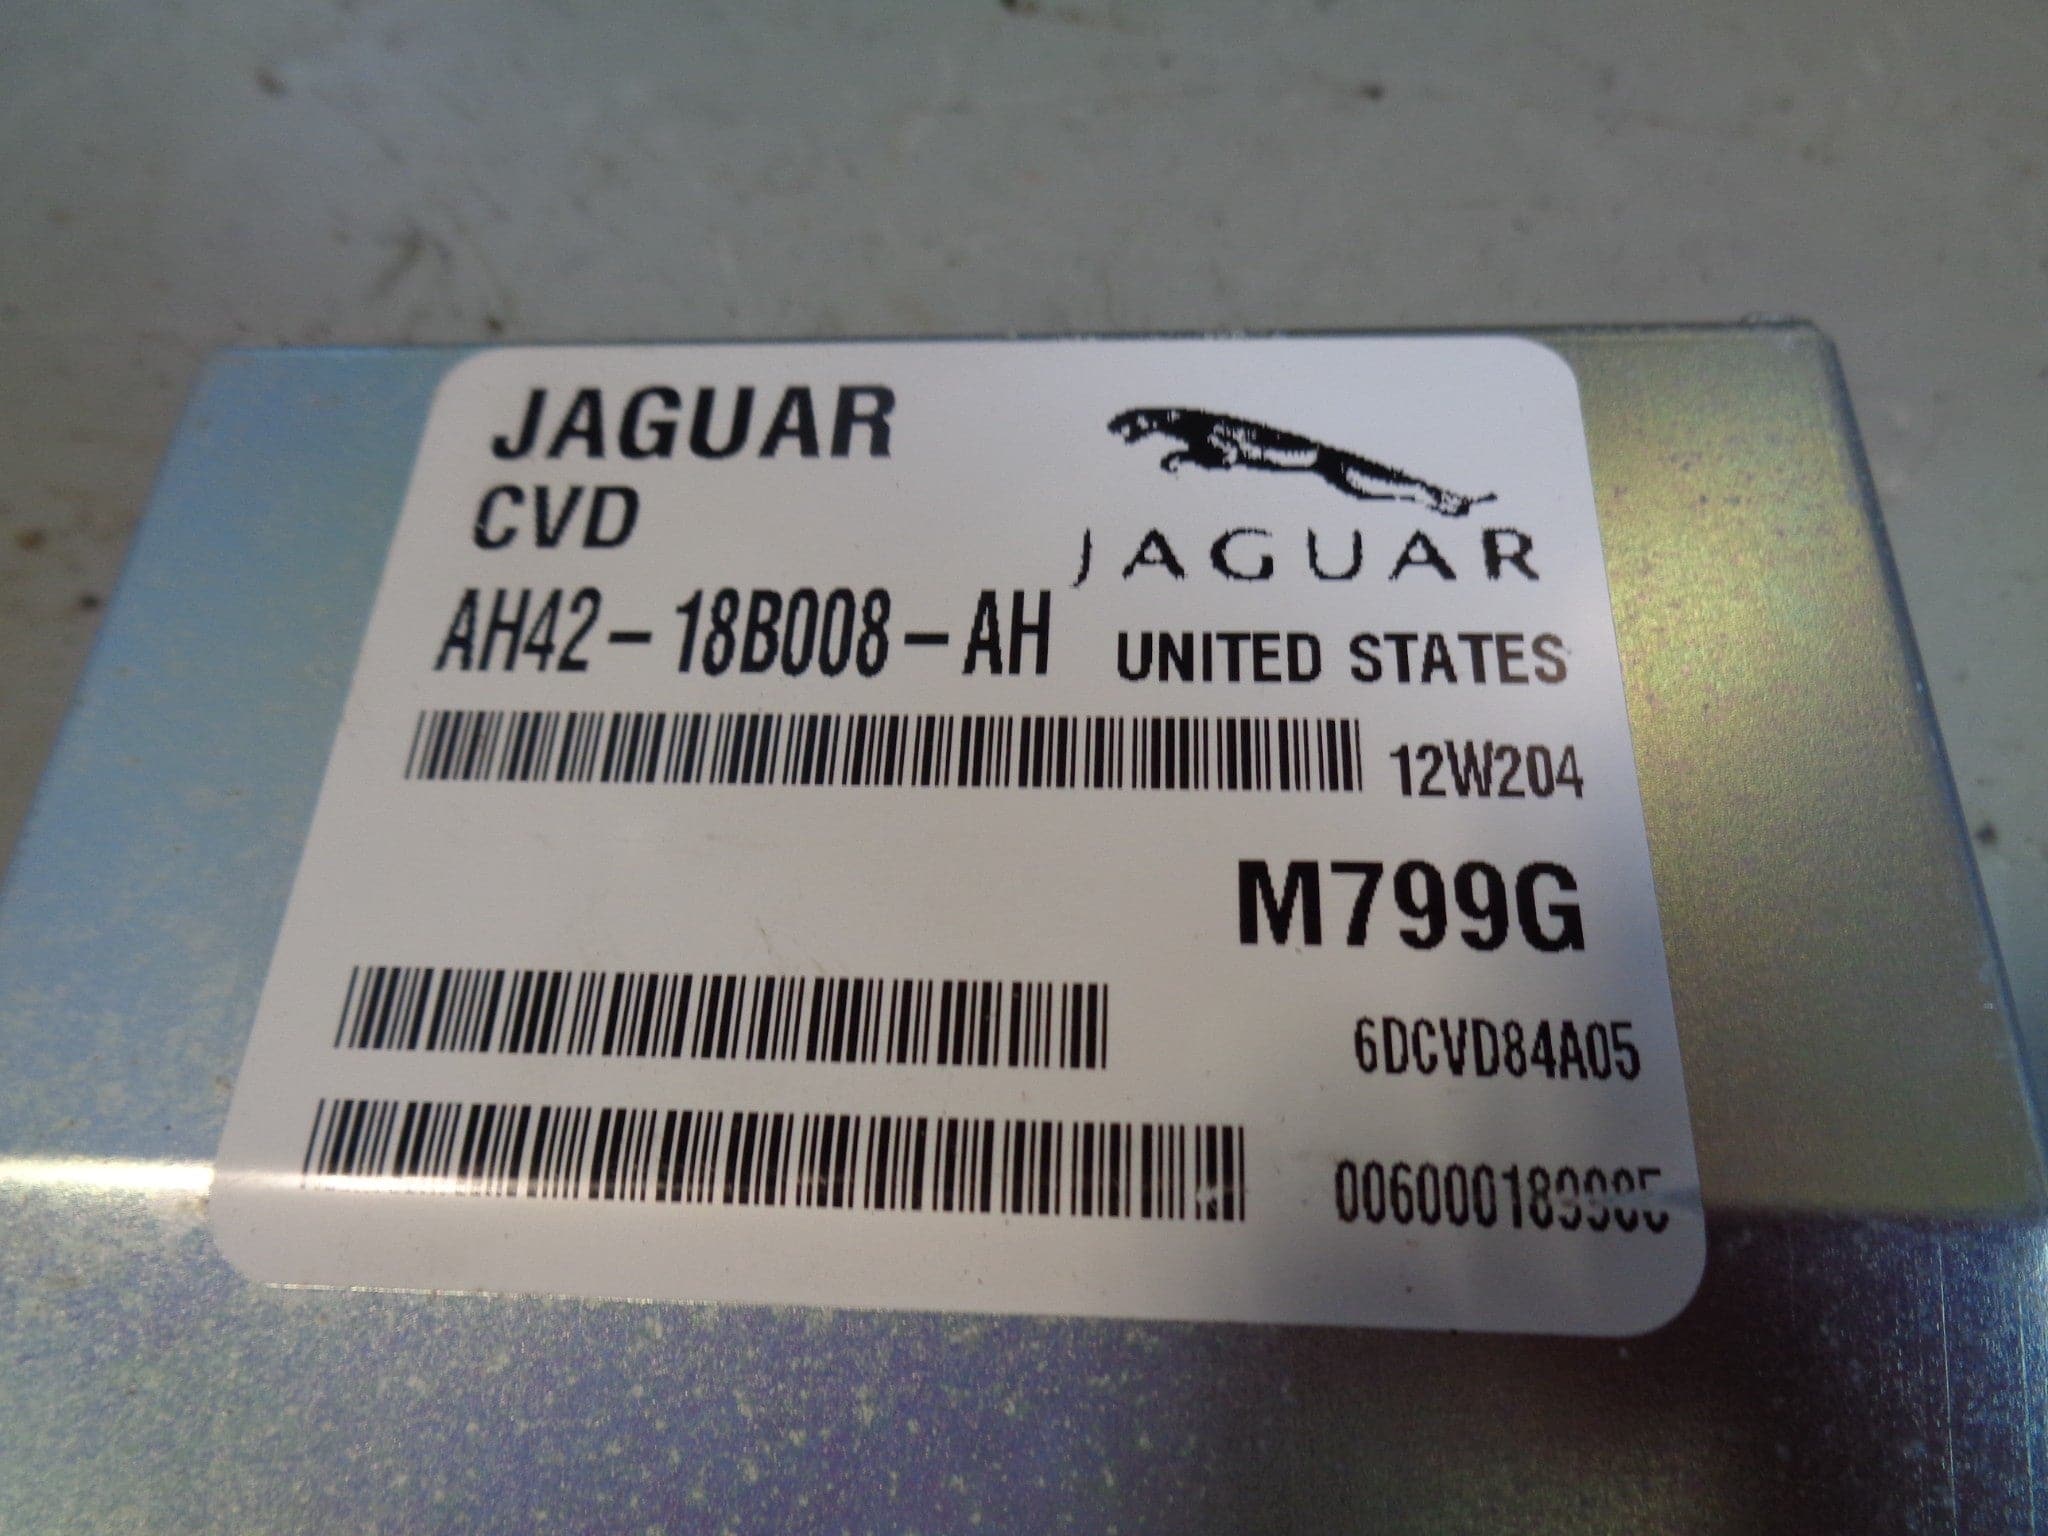 JAGUAR
CVD
JAGUAR
AH42-18B008-AH
UNITED STATES
12W204
M799G
6DCVD84A05